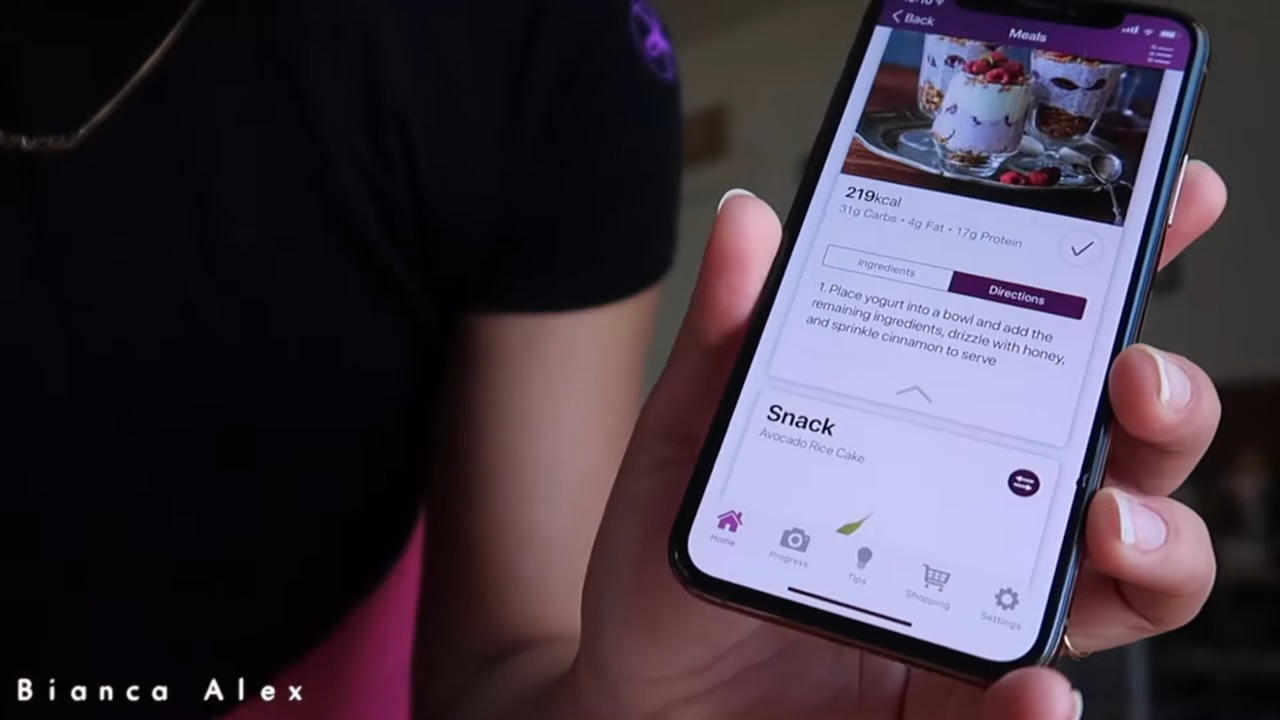 Back
Meals
219kcal
31g Carbs • 4g Fat • 17g Protein
Ingredients
Directions
1. Place yogurt into a bowl and add the
remaining ingredients, drizzle with honey,
and sprinkle cinnamon to serve
Snack
Avocado Rice Cake
Home
Progress
Tips
Shopping
Settings
Bianca Alex